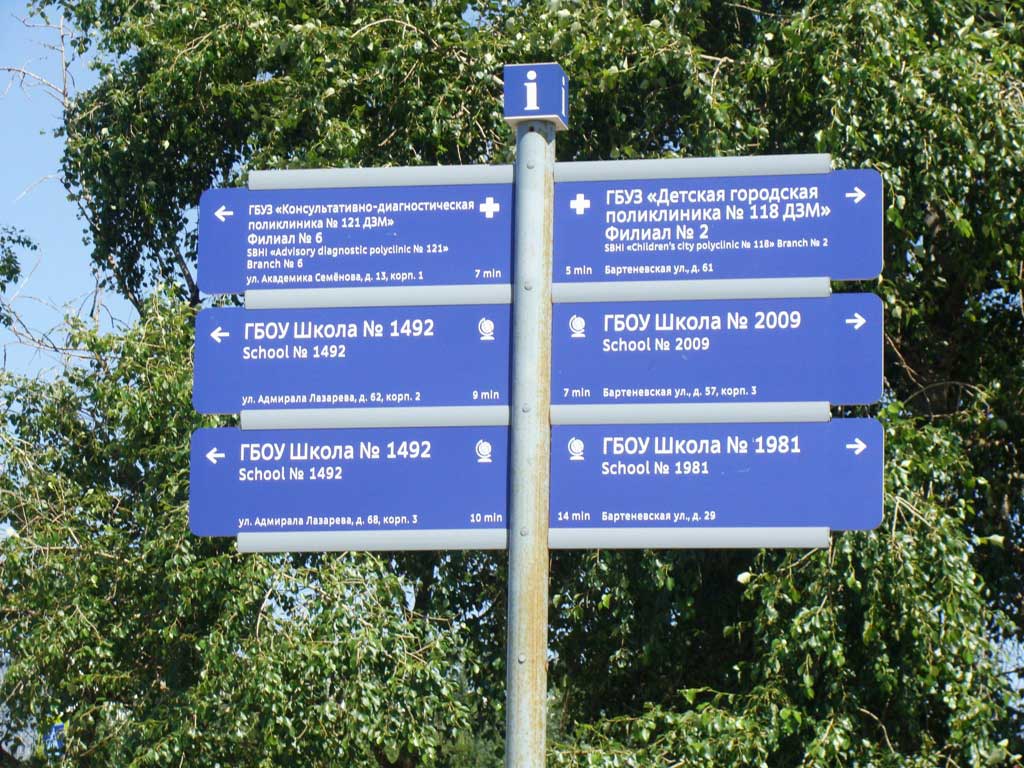 i
ГБУЗ «Консультативно-диагностическая
поликлиника № 121 ДЗМ»
Филиал № 6
SBHI «Advisory diagnostic polyclinic № 121»
Branch № 6
ул. Академика Семёнова, д. 13, корп. 1 7 min
ГБУЗ «Детская городская
поликлиника № 118 ДЗМ»
Филиал № 2
SBHI «Children's city polyclinic № 118» Branch № 2
5 min Бартеневская ул., д. 61
ГБОУ Школа № 1492
School № 1492
ул. Адмирала Лазарева, д. 62, корп. 2 9 min
ГБОУ Школа № 2009
School № 2009
7 min Бартеневская ул., д. 57, корп. 3
ГБОУ Школа № 1492
School № 1492
ул. Адмирала Лазарева, д. 68, корп. 3 10 min
ГБОУ Школа № 1981
School № 1981
14 min Бартеневская ул., д. 29